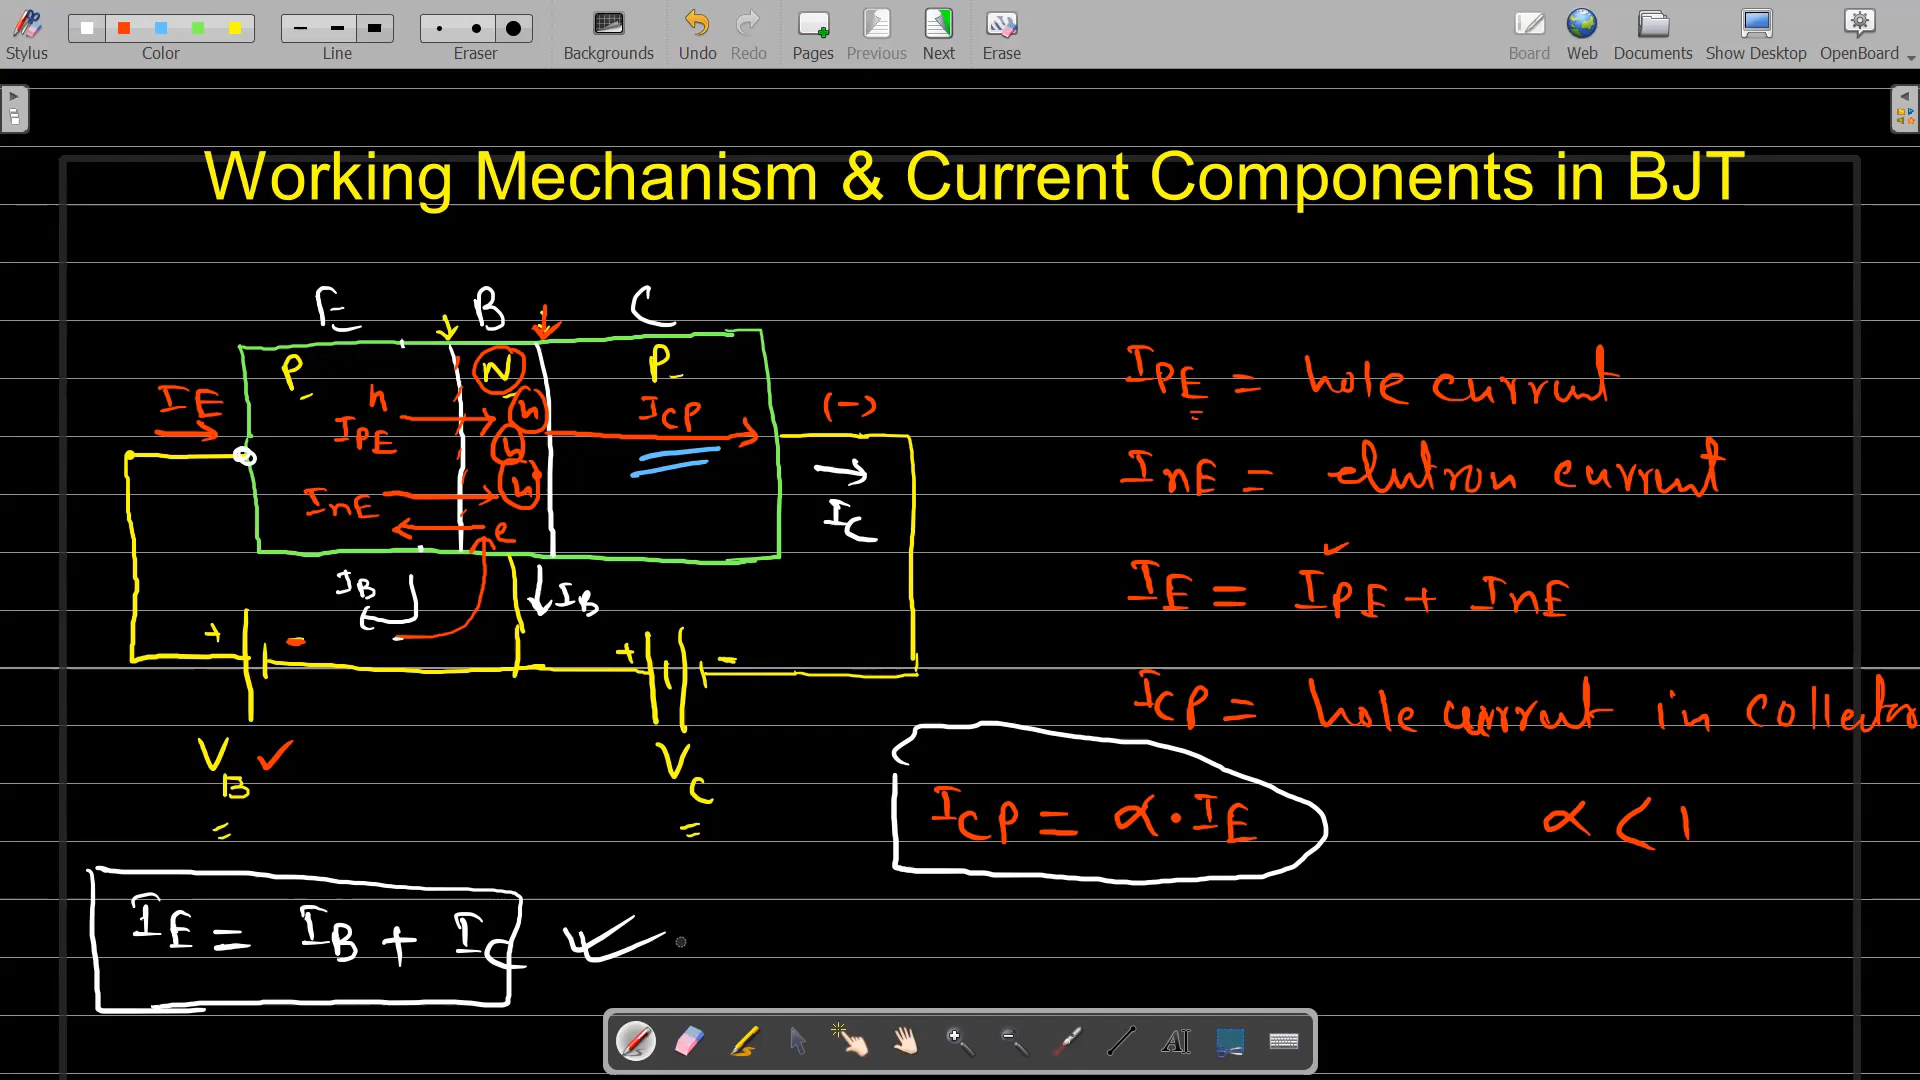 Stylus Color Line Eraser Backgrounds Undo Redo Pages Previous Next Erase Board Web Documents Show Desktop OpenBoard
Working Mechanism & Current Components in BJT
E B C
P N P
IE
h
IPE
h
ICP
(-)
h
InE
h
e
IC
IB
IB
+ - + -
VB
VC
IPE = hole current
InE = electron current
IE = IPE + InE
ICP = hole current in collector
ICP = α·IE
α < 1
IE = IB + IC
AI